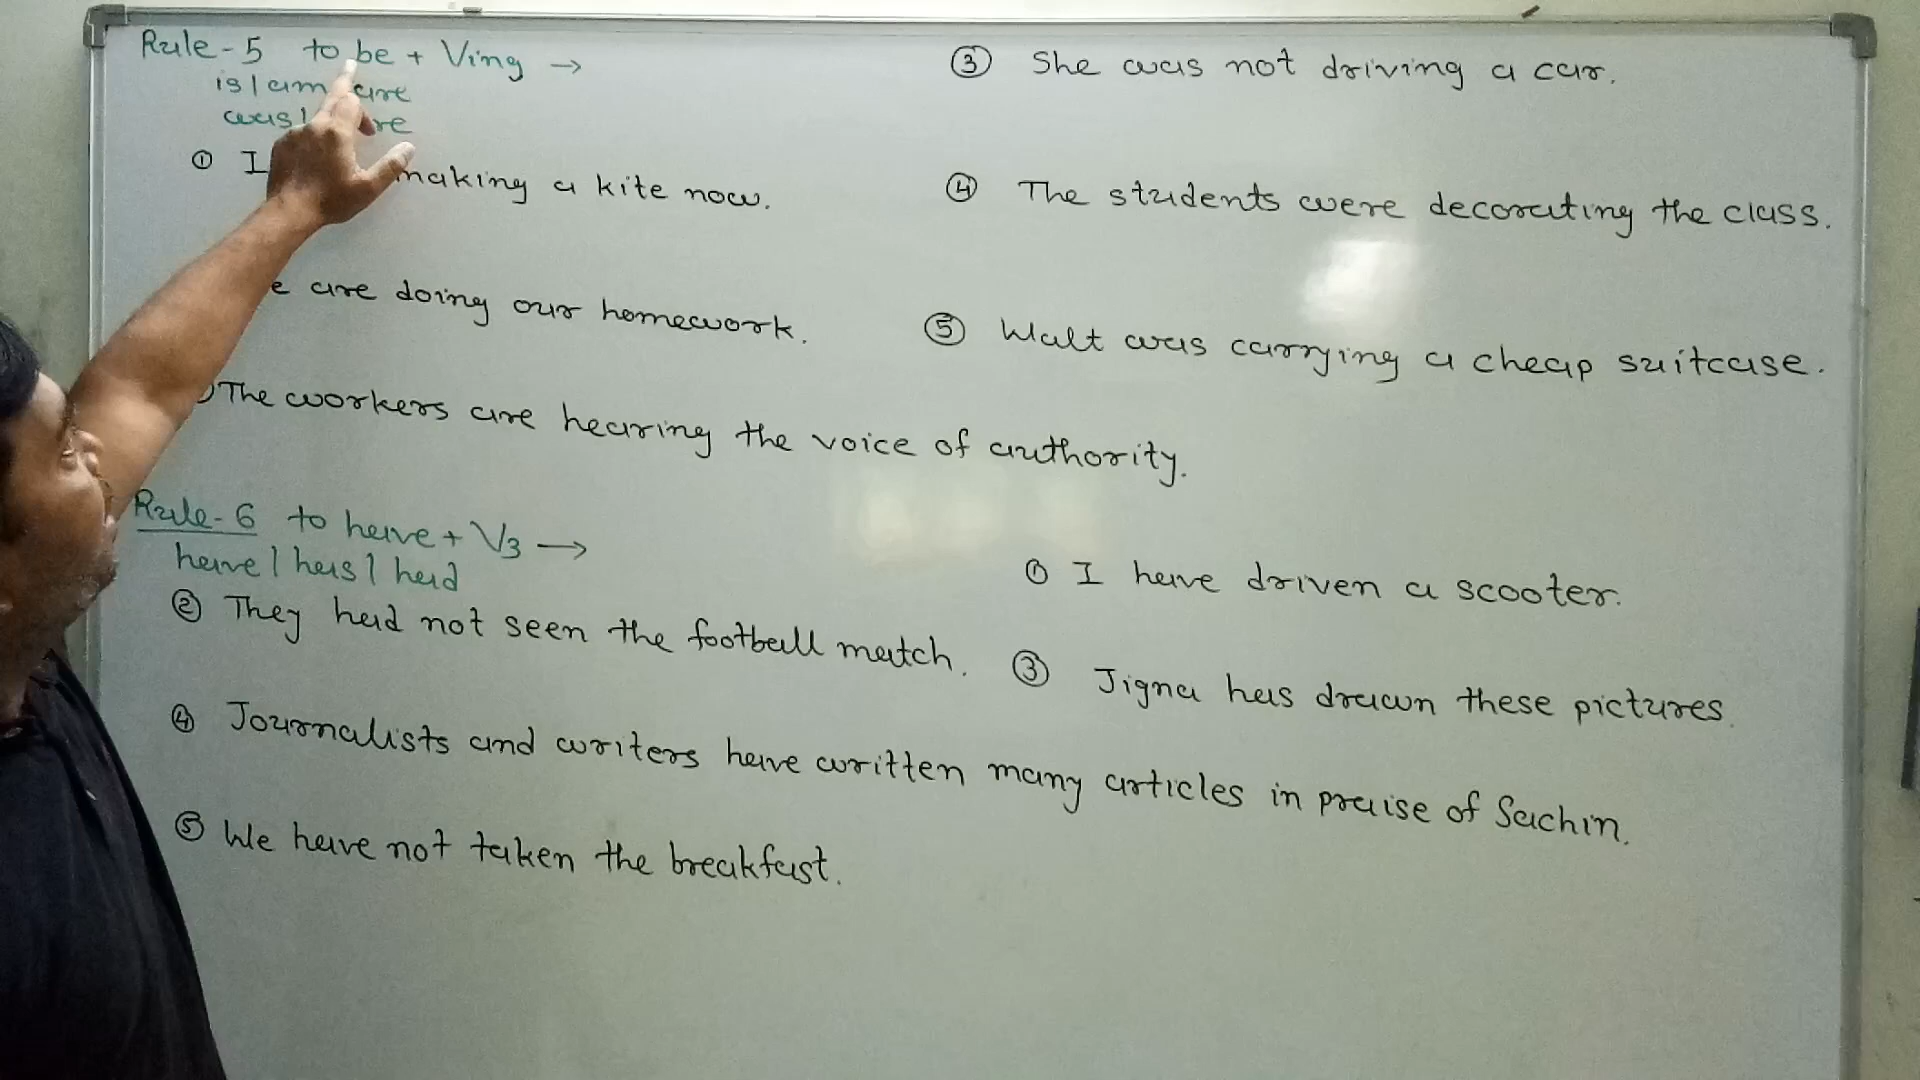 Rule-5 to be + Ving →
is/am are
was/ re
① I making a kite now.
e are doing our homework.
The workers are hearing the voice of authority.
③ She was not driving a car.
④ The students were decorating the class.
⑤ Walt was carrying a cheap suitcase.
Rule-6 to have + V3 →
have/has/had
① I have driven a scooter.
② They had not seen the football match.
③ Jigna has drawn these pictures.
④ Journalists and writers have written many articles in praise of Sachin.
⑤ We have not taken the breakfast.